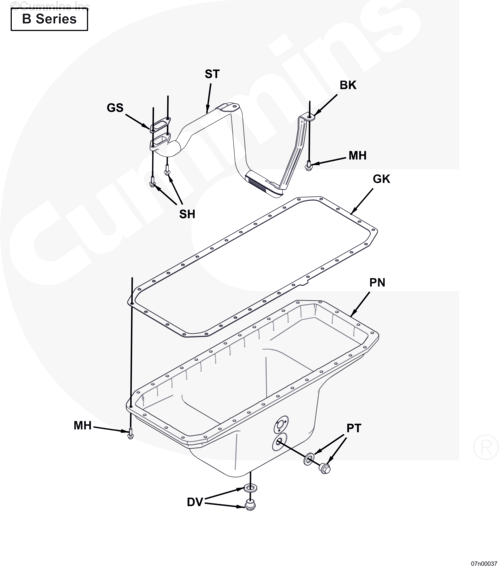 ©Cummins Inc
B Series
ST
BK
GS
MH
GK
SH
PN
MH
PT
DV
Cummins
®
07n00037